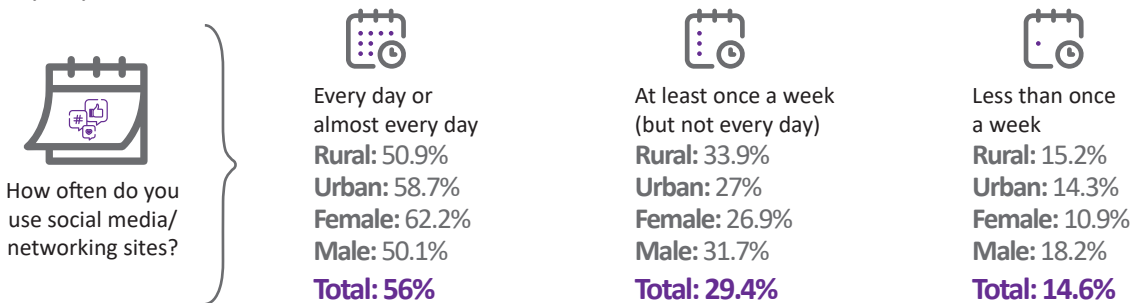 How often do you
use social media/
networking sites?
Every day or
almost every day
Rural: 50.9%
Urban: 58.7%
Female: 62.2%
Male: 50.1%
Total: 56%
At least once a week
(but not every day)
Rural: 33.9%
Urban: 27%
Female: 26.9%
Male: 31.7%
Total: 29.4%
Less than once
a week
Rural: 15.2%
Urban: 14.3%
Female: 10.9%
Male: 18.2%
Total: 14.6%